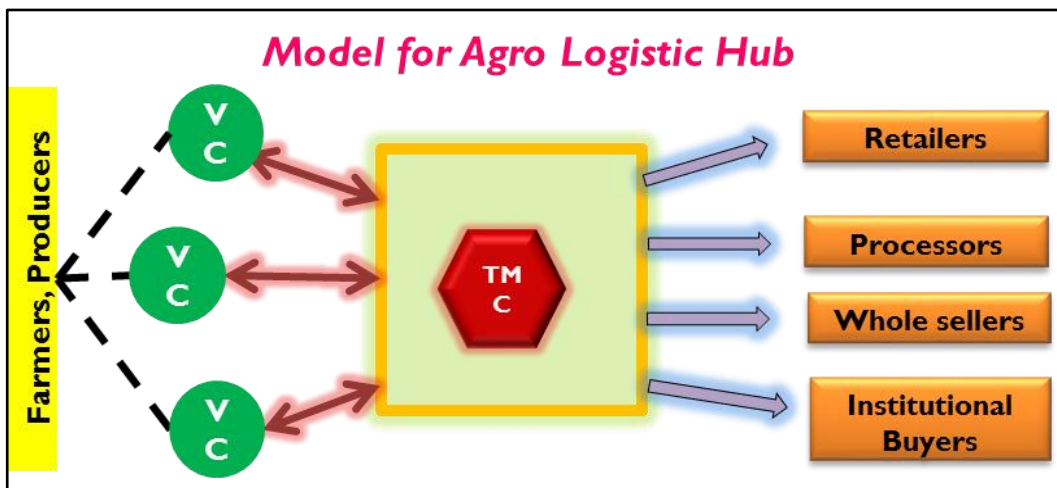 Model for Agro Logistic Hub
Farmers, Producers
V
C
V
C
V
C
TM
C
Retailers
Processors
Whole sellers
Institutional
Buyers